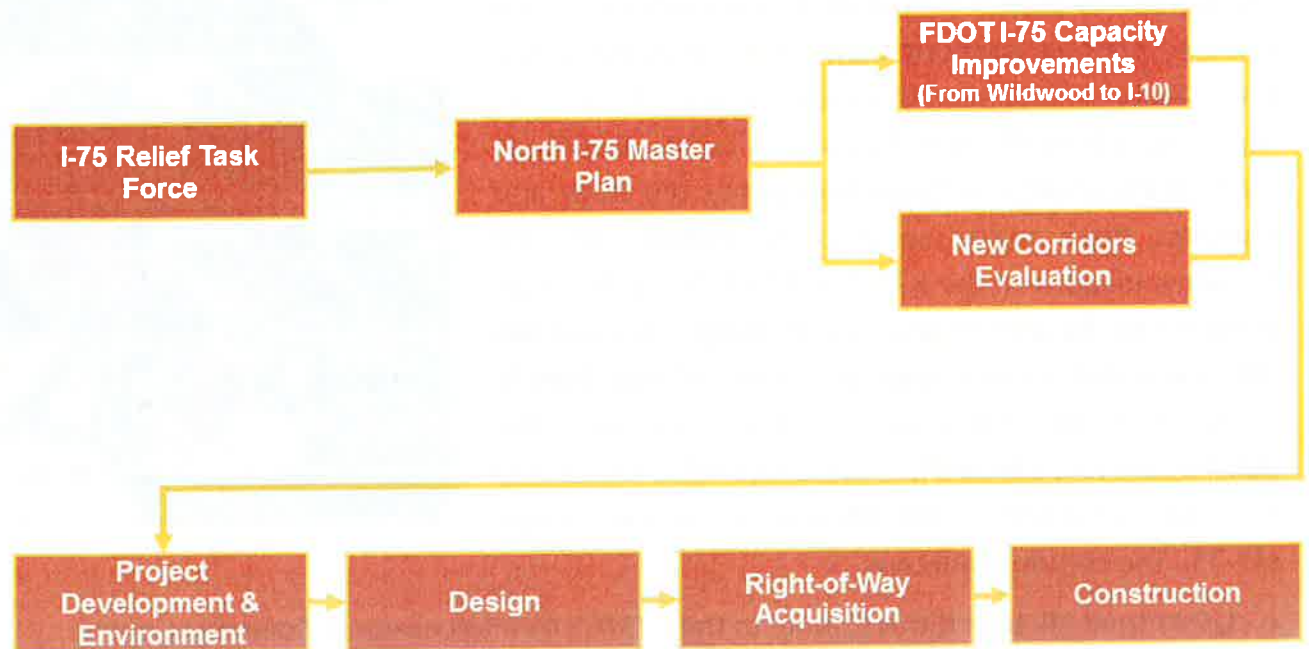 I-75 Relief Task
Force
North I-75 Master
Plan
FDOT I-75 Capacity
Improvements
(From Wildwood to I-10)
New Corridors
Evaluation
Project
Development &
Environment
Design
Right-of-Way
Acquisition
Construction